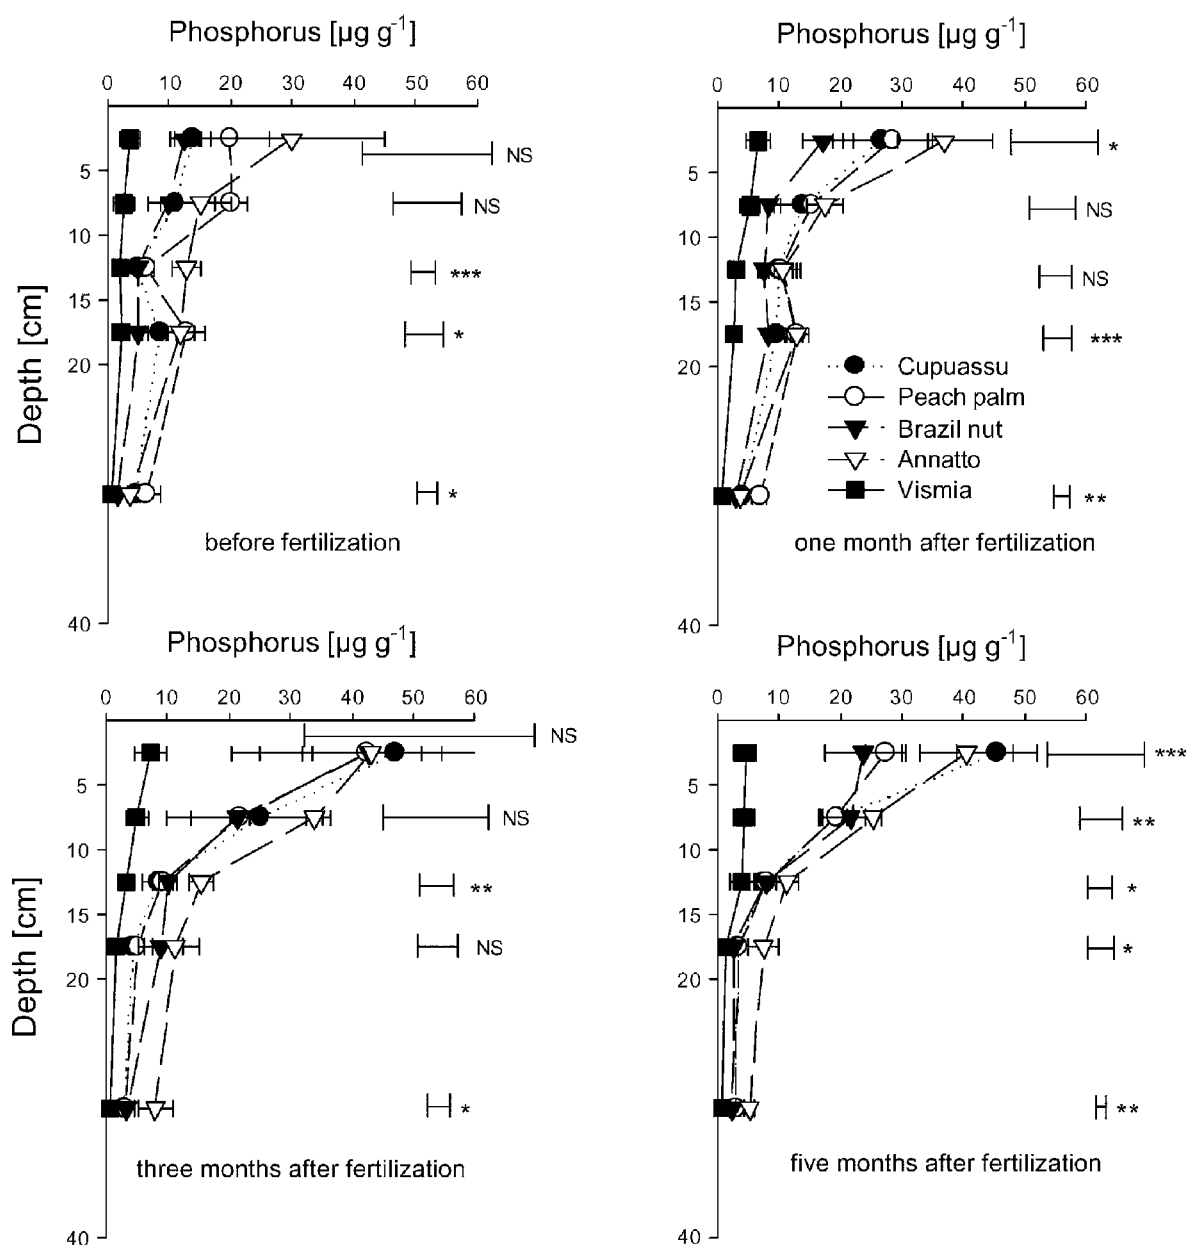 Phosphorus [µg g-1]
0 10 20 30 40 50 60
5
10
15
20
40
Depth [cm]
NS
NS
***
*
*
before fertilization
Phosphorus [µg g-1]
0 10 20 30 40 50 60
5
10
15
20
40
*
NS
NS
***
**
Cupuassu
Peach palm
Brazil nut
Annatto
Vismia
one month after fertilization
Phosphorus [µg g-1]
0 10 20 30 40 50 60
5
10
15
20
40
Depth [cm]
NS
NS
**
NS
*
three months after fertilization
Phosphorus [µg g-1]
0 20 30 40 50 60
5
10
15
20
40
***
**
*
*
**
five months after fertilization